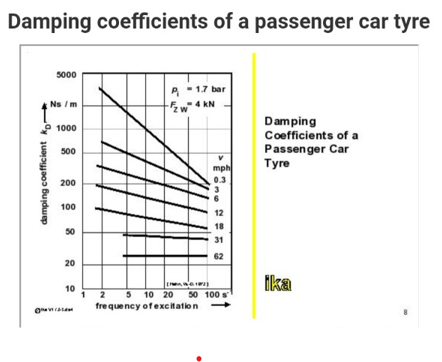 Damping coefficients of a passenger car tyre
5000
Ns / m
1000
500
200
100
50
20
10
damping coefficient k_D
p_i = 1.7 bar
F_{Z W} = 4 kN
v
mph
0.3
3
6
12
18
31
62
1 2 5 10 20 50 100 s⁻¹
frequency of excitation
Damping
Coefficients of a
Passenger Car
Tyre
ika
8